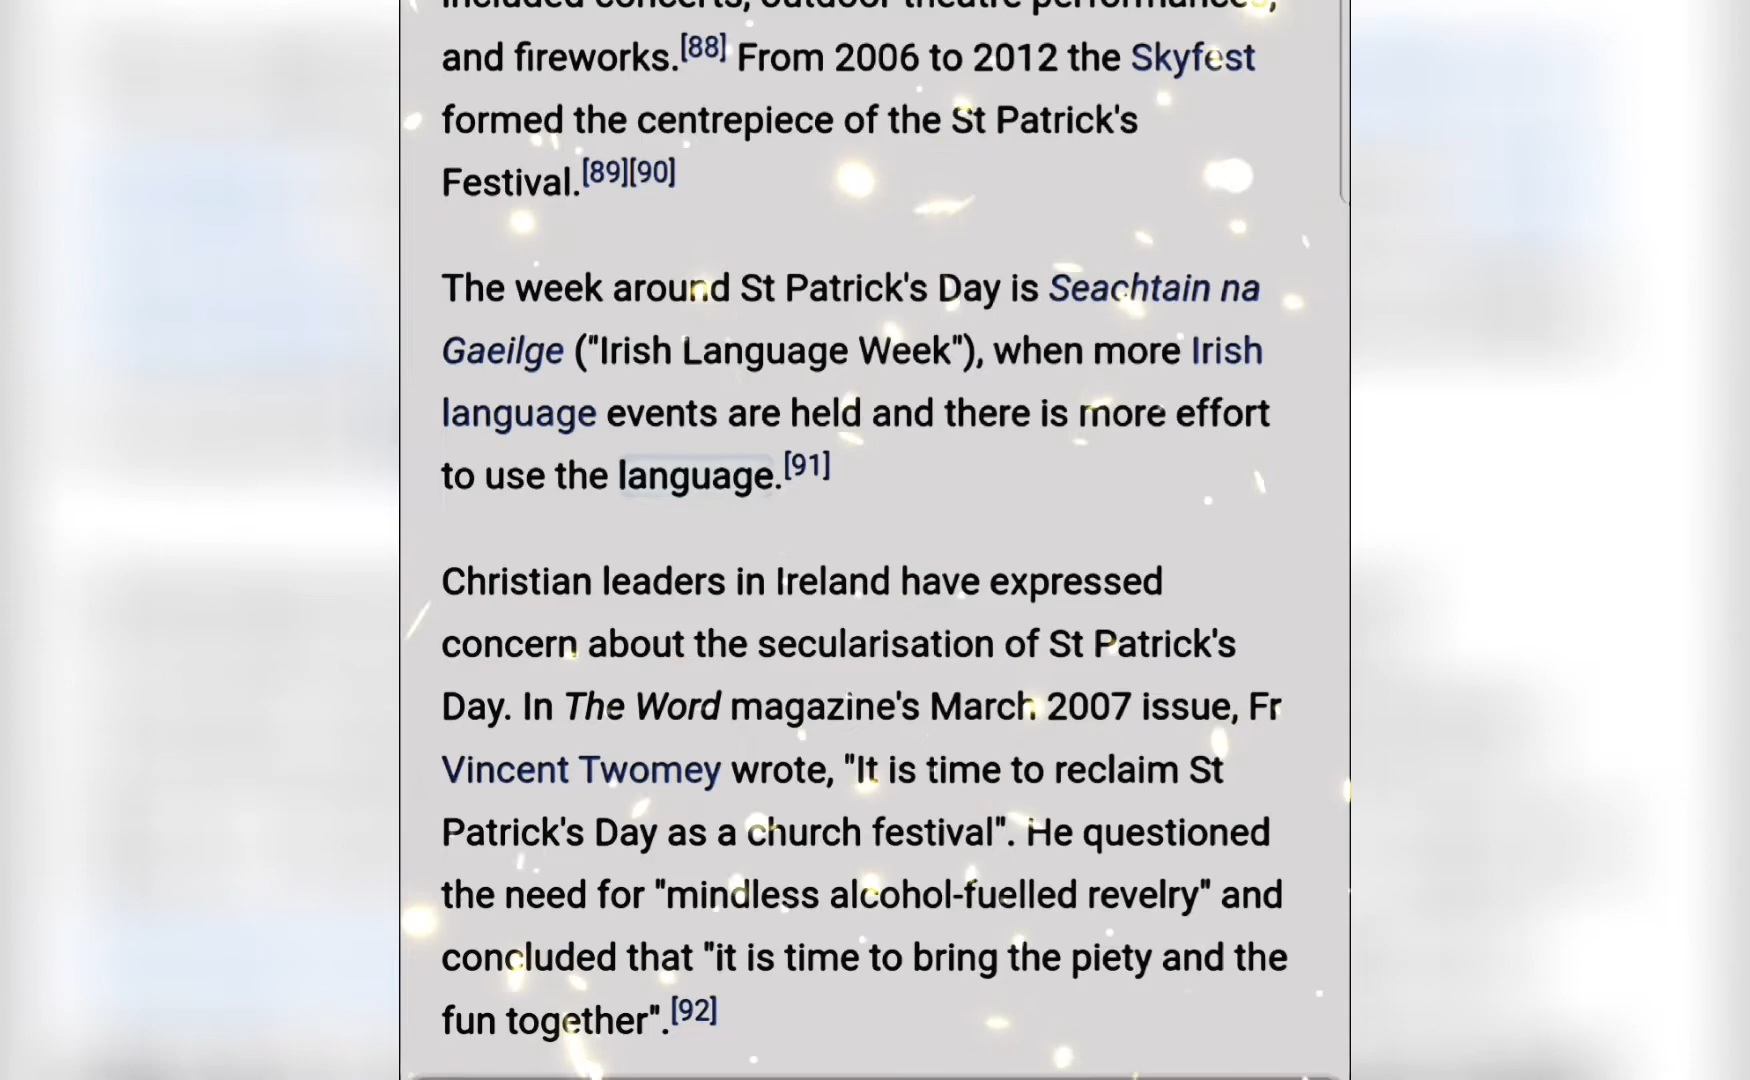 included concerts, outdoor theatre performances,
and fireworks.[88] From 2006 to 2012 the Skyfest
formed the centrepiece of the St Patrick's
Festival.[89][90]
The week around St Patrick's Day is Seachtain na
Gaeilge ("Irish Language Week"), when more Irish
language events are held and there is more effort
to use the language.[91]
Christian leaders in Ireland have expressed
concern about the secularisation of St Patrick's
Day. In The Word magazine's March 2007 issue, Fr
Vincent Twomey wrote, "It is time to reclaim St
Patrick's Day as a church festival". He questioned
the need for "mindless alcohol-fuelled revelry" and
concluded that "it is time to bring the piety and the
fun together".[92]